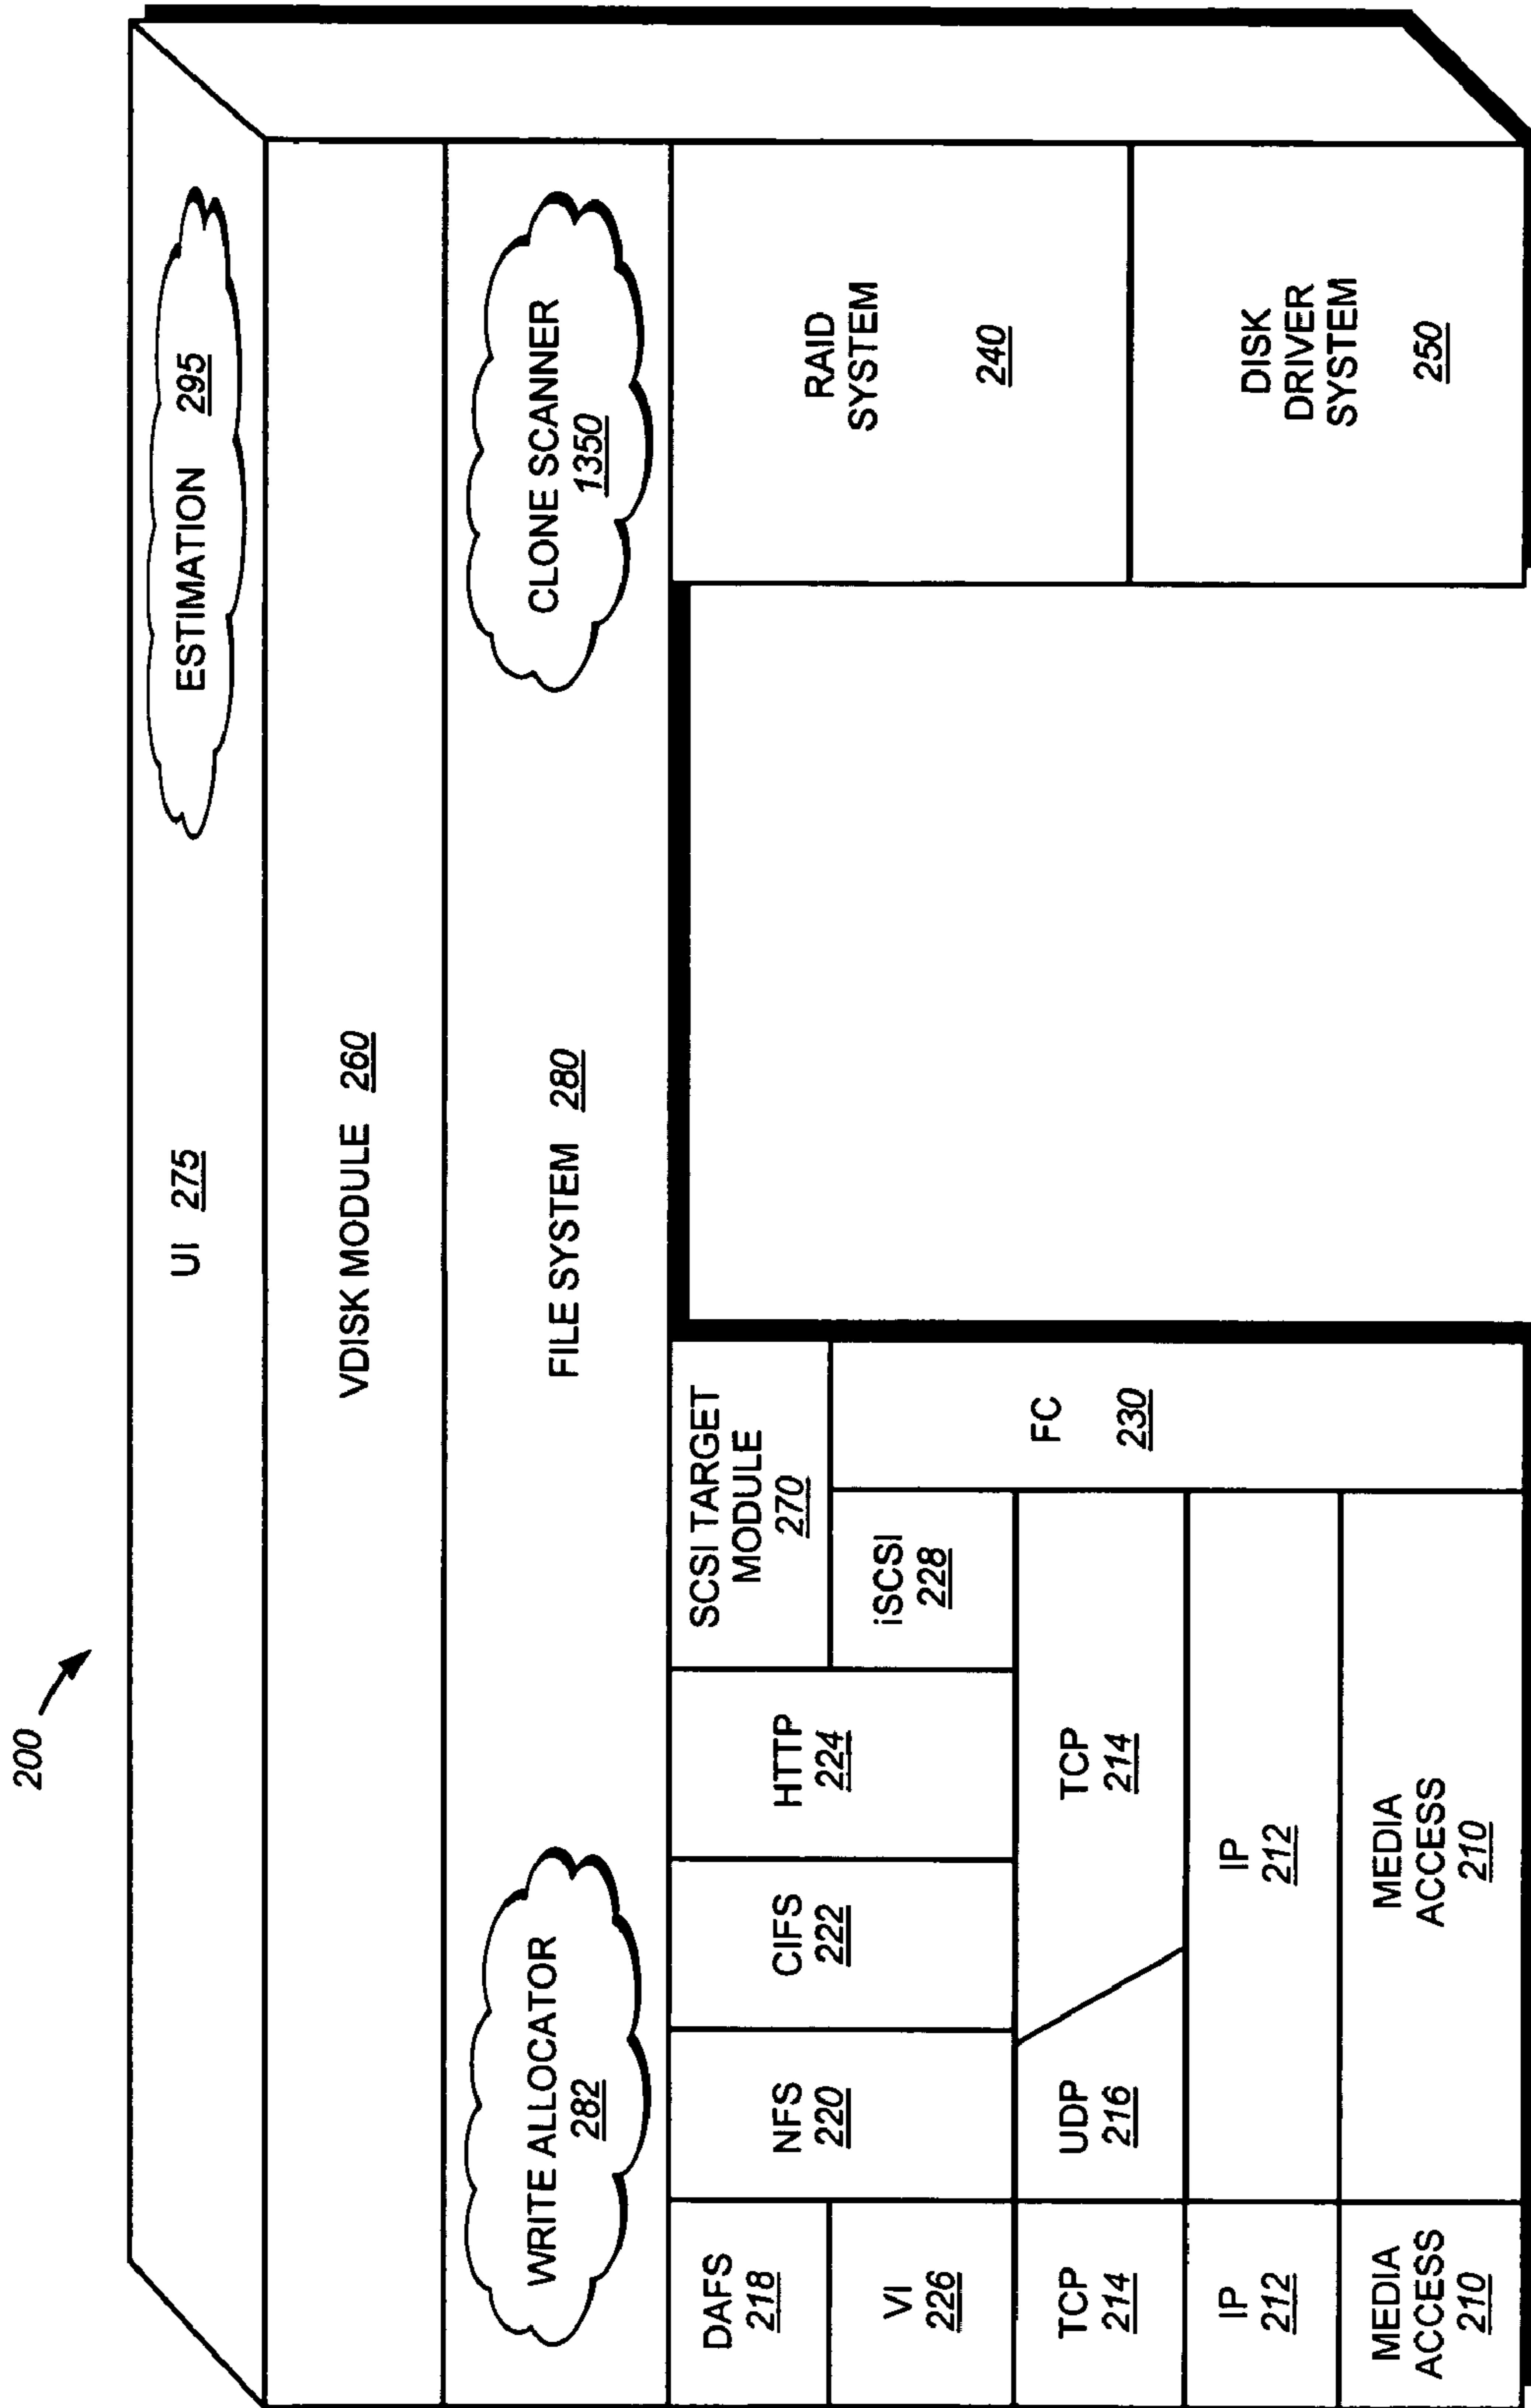 200
UI 275
ESTIMATION 295
VDISK MODULE 260
WRITE ALLOCATOR
282
FILE SYSTEM 280
CLONE SCANNER
1350
DAFS
218
NFS
220
CIFS
222
HTTP
224
SCSI TARGET
MODULE
270
VI
226
iSCSI
228
FC
230
TCP
214
UDP
216
TCP
214
IP
212
IP
212
MEDIA
ACCESS
210
MEDIA
ACCESS
210
RAID
SYSTEM
240
DISK
DRIVER
SYSTEM
250